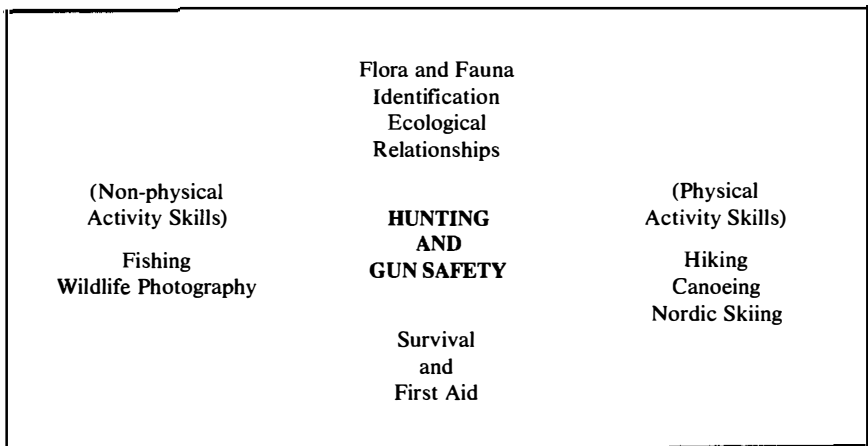 Flora and Fauna
Identification
Ecological
Relationships
(Non-physical
Activity Skills)
Fishing
Wildlife Photography
HUNTING
AND
GUN SAFETY
(Physical
Activity Skills)
Hiking
Canoeing
Nordic Skiing
Survival
and
First Aid